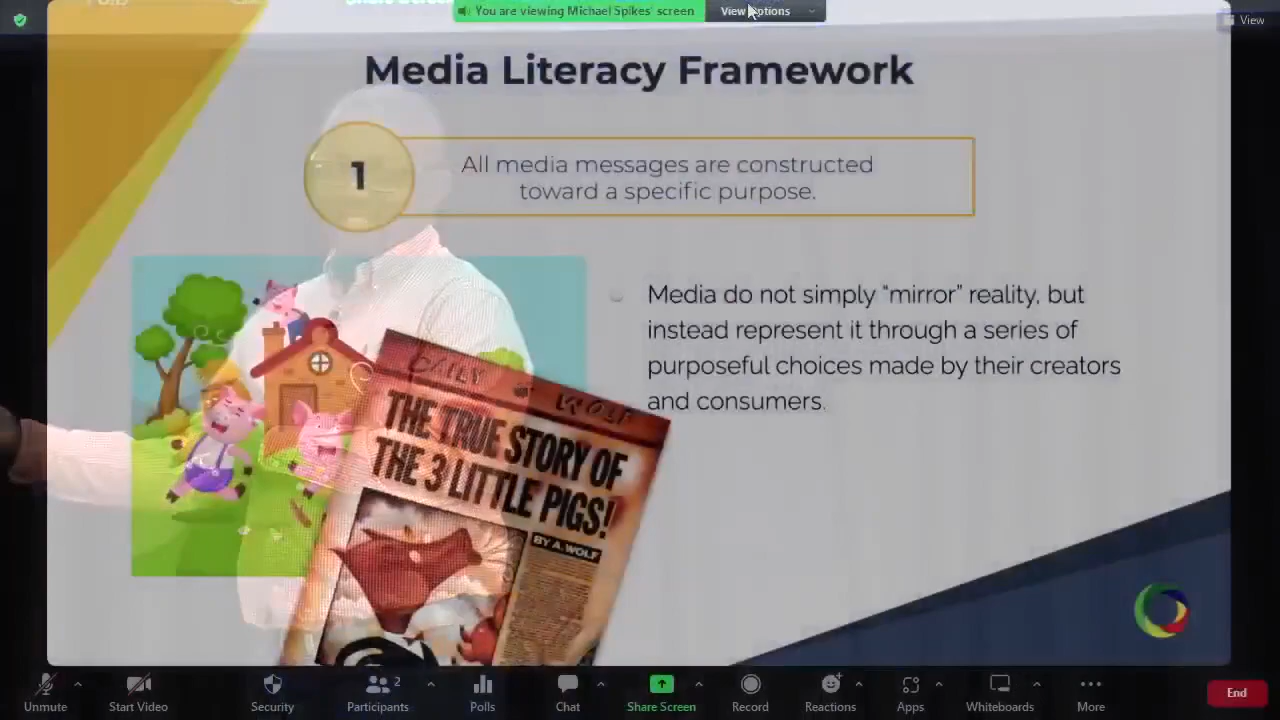 You are viewing Michael Spikes' screen
View Options
View
Media Literacy Framework
1
All media messages are constructed
toward a specific purpose.
Media do not simply “mirror” reality, but
instead represent it through a series of
purposeful choices made by their creators
and consumers.
DAILY WOLF
THE TRUE STORY OF
THE 3 LITTLE PIGS!
BY A. WOLF
Unmute
Start Video
Security
2
Participants
Polls
Chat
Share Screen
Record
Reactions
Apps
Whiteboards
More
End